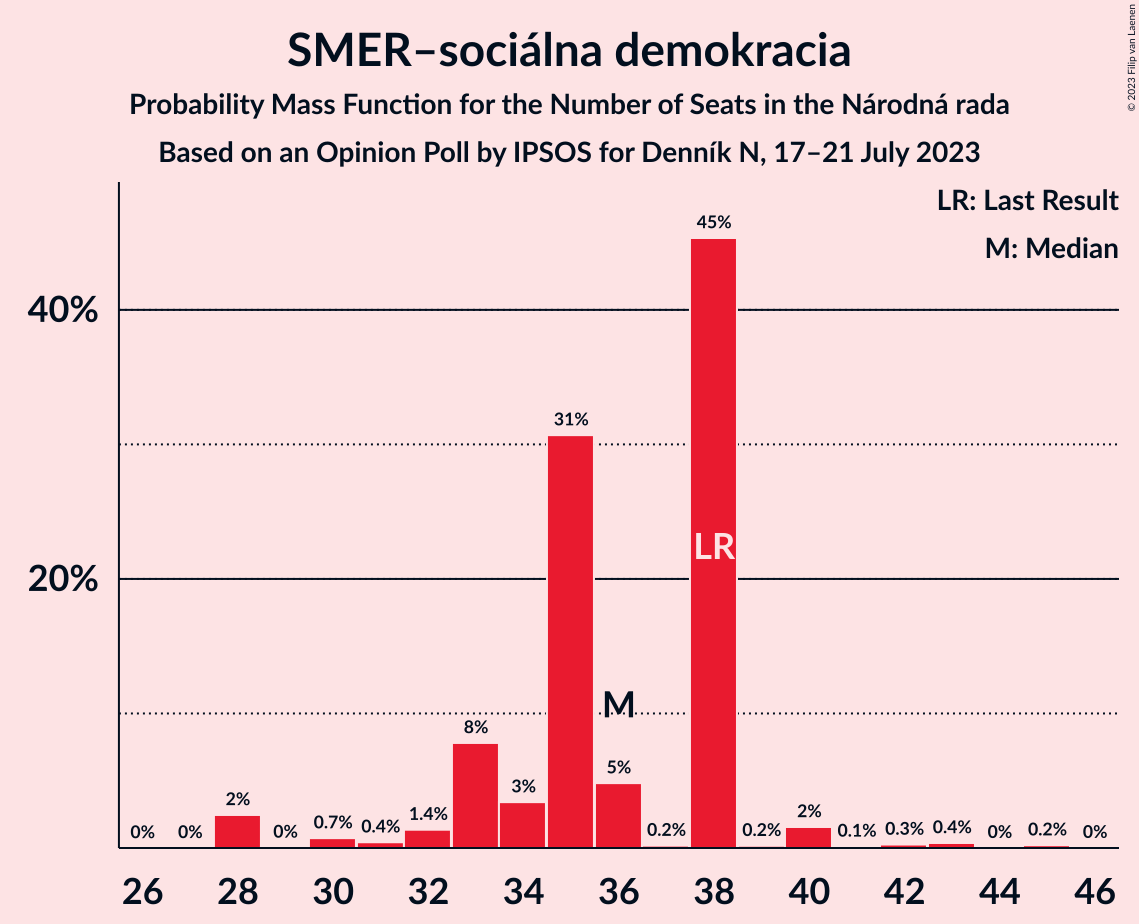 © 2023 Filip van Laenen
SMER–sociálna demokracia
Probability Mass Function for the Number of Seats in the Národná rada
Based on an Opinion Poll by IPSOS for Denník N, 17–21 July 2023
LR: Last Result
M: Median
40%
20%
0% 0% 2% 0% 0.7% 0.4% 1.4% 8% 3% 31% 5% 0.2% 45% 0.2% 2% 0.1% 0.3% 0.4% 0% 0.2% 0%
M
LR
26 28 30 32 34 36 38 40 42 44 46